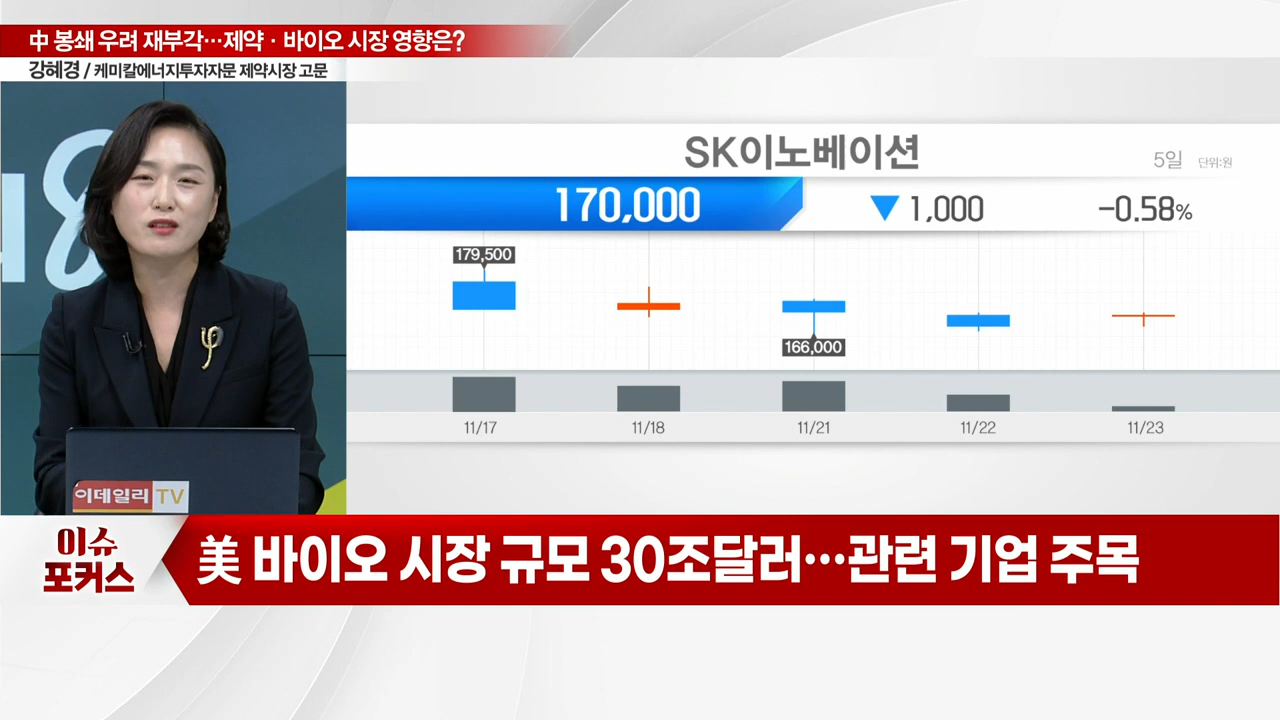 中 봉쇄 우려 재부각…제약·바이오 시장 영향은?
강혜경 / 케미칼에너지투자자문 제약시장 고문
SK이노베이션
5일 단위:원
170,000 ▼ 1,000 -0.58%
179,500
166,000
11/17 11/18 11/21 11/22 11/23
이데일리 TV
이슈
포커스
美 바이오 시장 규모 30조달러…관련 기업 주목